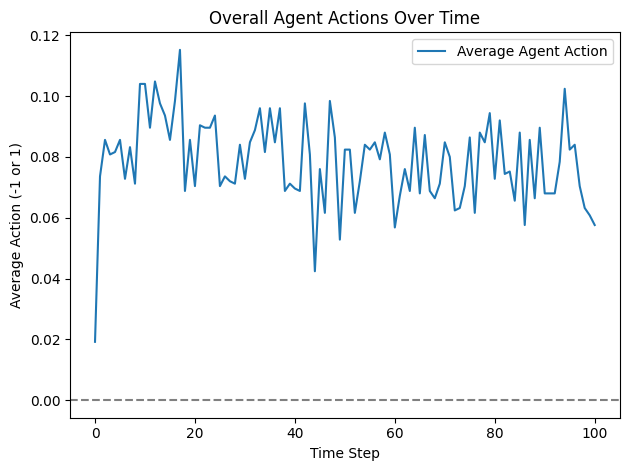 Overall Agent Actions Over Time
Average Agent Action
Average Action (-1 or 1)
0.12
0.10
0.08
0.06
0.04
0.02
0.00
0 20 40 60 80 100
Time Step